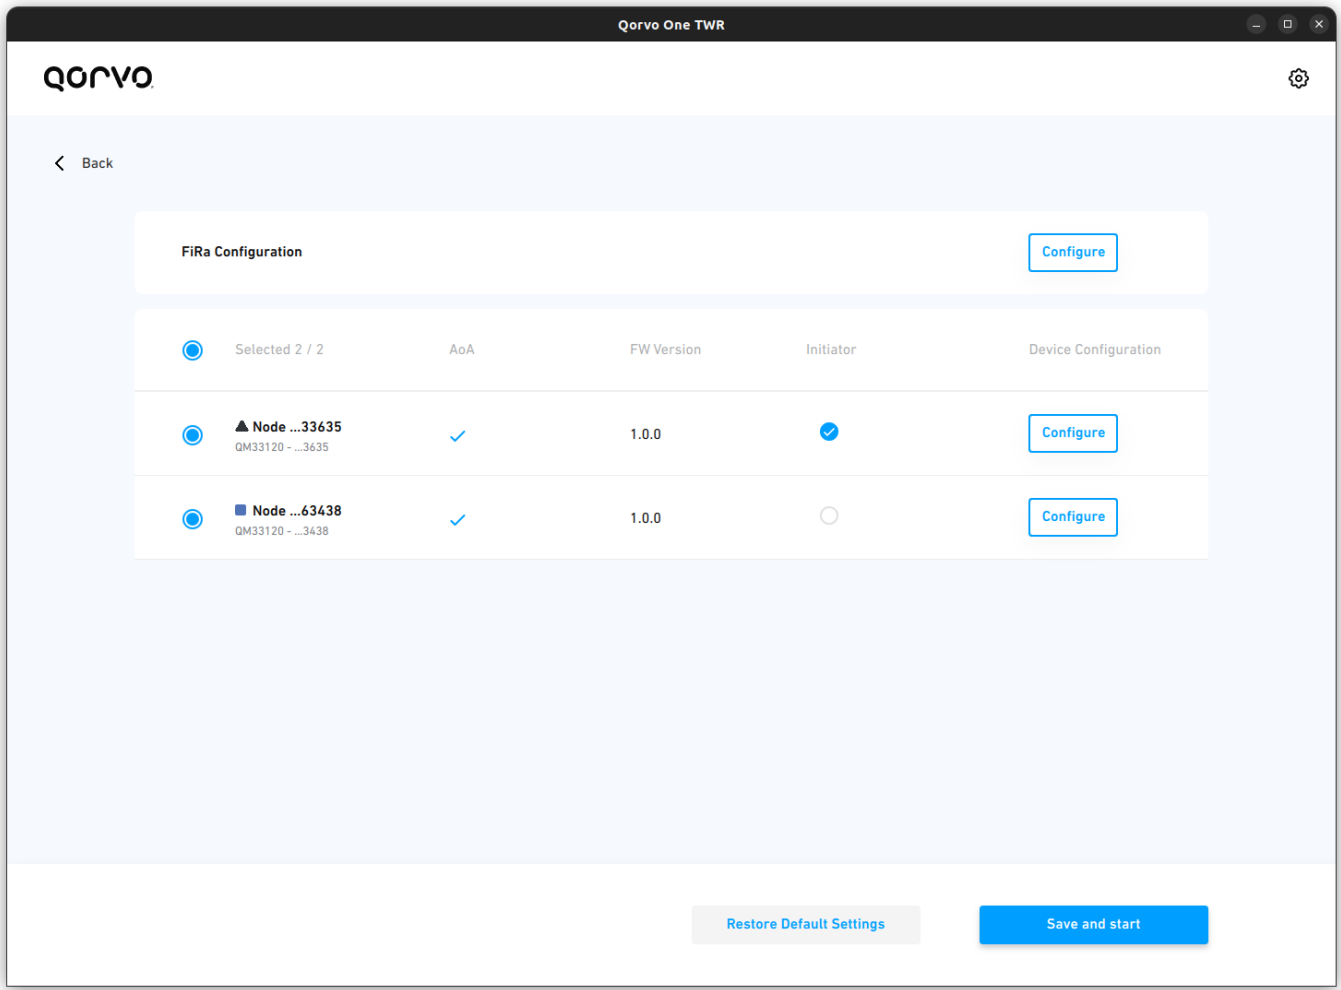 Qorvo One TWR
QORVO
Back
FiRa Configuration
Configure
Selected 2 / 2
AoA
FW Version
Initiator
Device Configuration
Node ...33635
QM33120 - ...3635
1.0.0
Configure
Node ...63438
QM33120 - ...3438
1.0.0
Configure
Restore Default Settings
Save and start